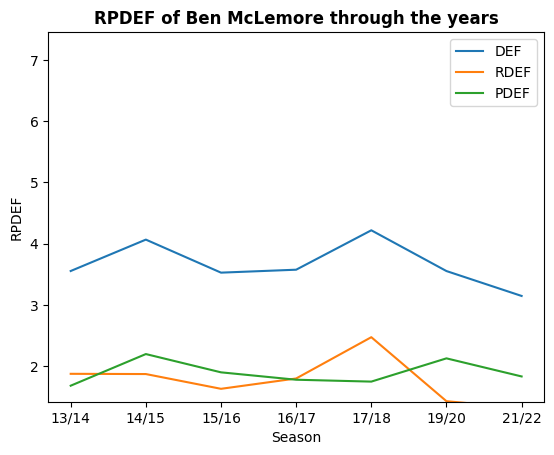 RPDEF of Ben McLemore through the years
DEF
RDEF
PDEF
7
6
5
4
3
2
RPDEF
13/14 14/15 15/16 16/17 17/18 19/20 21/22
Season